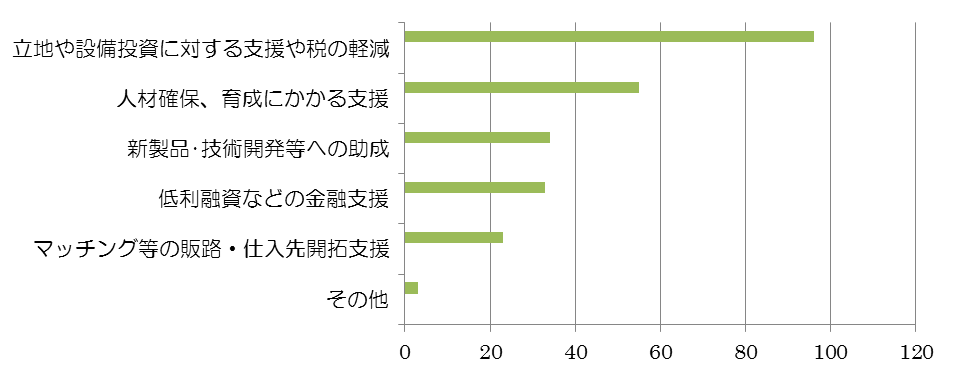 立地や設備投資に対する支援や税の軽減
人材確保、育成にかかる支援
新製品・技術開発等への助成
低利融資などの金融支援
マッチング等の販路・仕入先開拓支援
その他
0 20 40 60 80 100 120